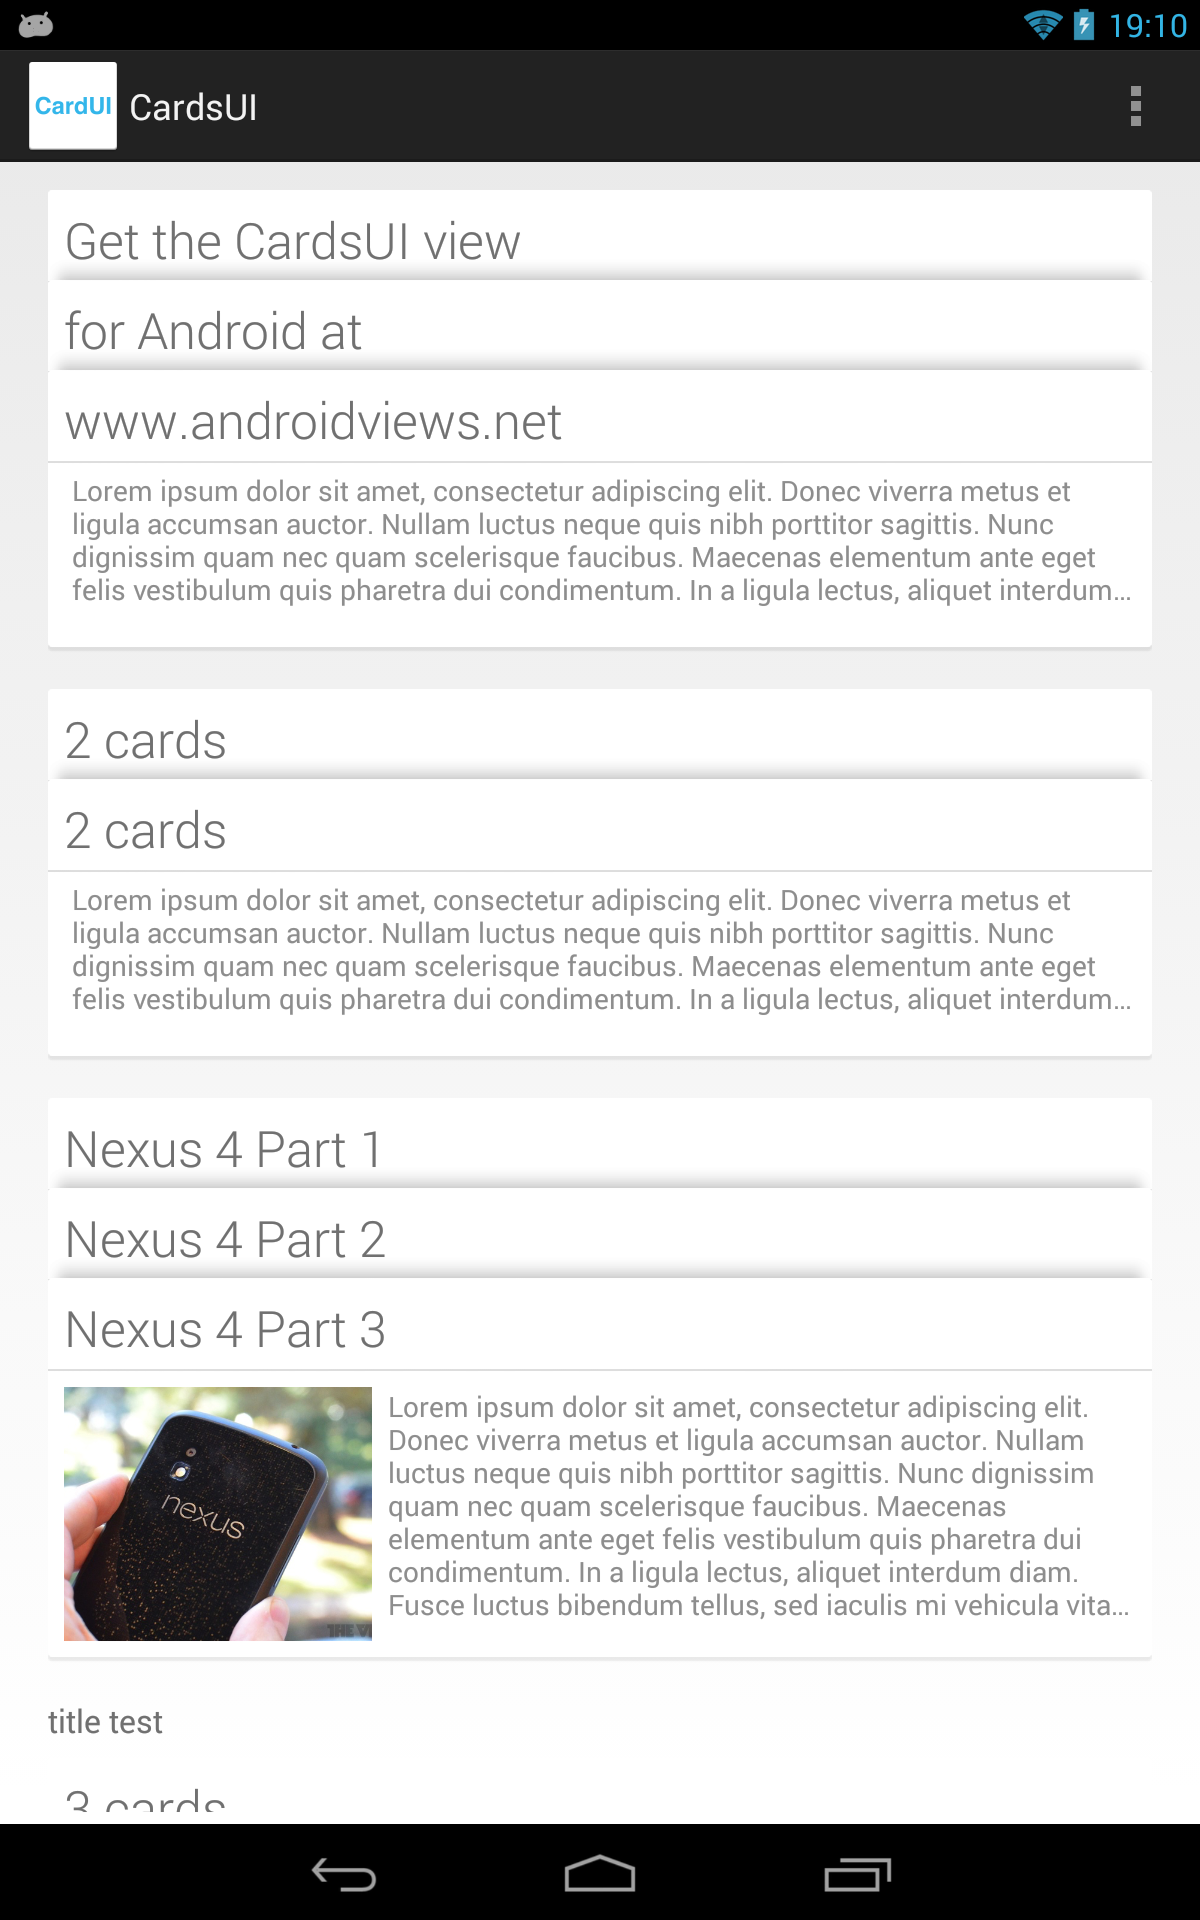 19:10
CardUI
CardsUI
Get the CardsUI view
for Android at
www.androidviews.net
Lorem ipsum dolor sit amet, consectetur adipiscing elit. Donec viverra metus et
ligula accumsan auctor. Nullam luctus neque quis nibh porttitor sagittis. Nunc
dignissim quam nec quam scelerisque faucibus. Maecenas elementum ante eget
felis vestibulum quis pharetra dui condimentum. In a ligula lectus, aliquet interdum...
2 cards
2 cards
Lorem ipsum dolor sit amet, consectetur adipiscing elit. Donec viverra metus et
ligula accumsan auctor. Nullam luctus neque quis nibh porttitor sagittis. Nunc
dignissim quam nec quam scelerisque faucibus. Maecenas elementum ante eget
felis vestibulum quis pharetra dui condimentum. In a ligula lectus, aliquet interdum...
Nexus 4 Part 1
Nexus 4 Part 2
Nexus 4 Part 3
nexus
THE V
Lorem ipsum dolor sit amet, consectetur adipiscing elit.
Donec viverra metus et ligula accumsan auctor. Nullam
luctus neque quis nibh porttitor sagittis. Nunc dignissim
quam nec quam scelerisque faucibus. Maecenas
elementum ante eget felis vestibulum quis pharetra dui
condimentum. In a ligula lectus, aliquet interdum diam.
Fusce luctus bibendum tellus, sed iaculis mi vehicula vita...
title test
3 cards